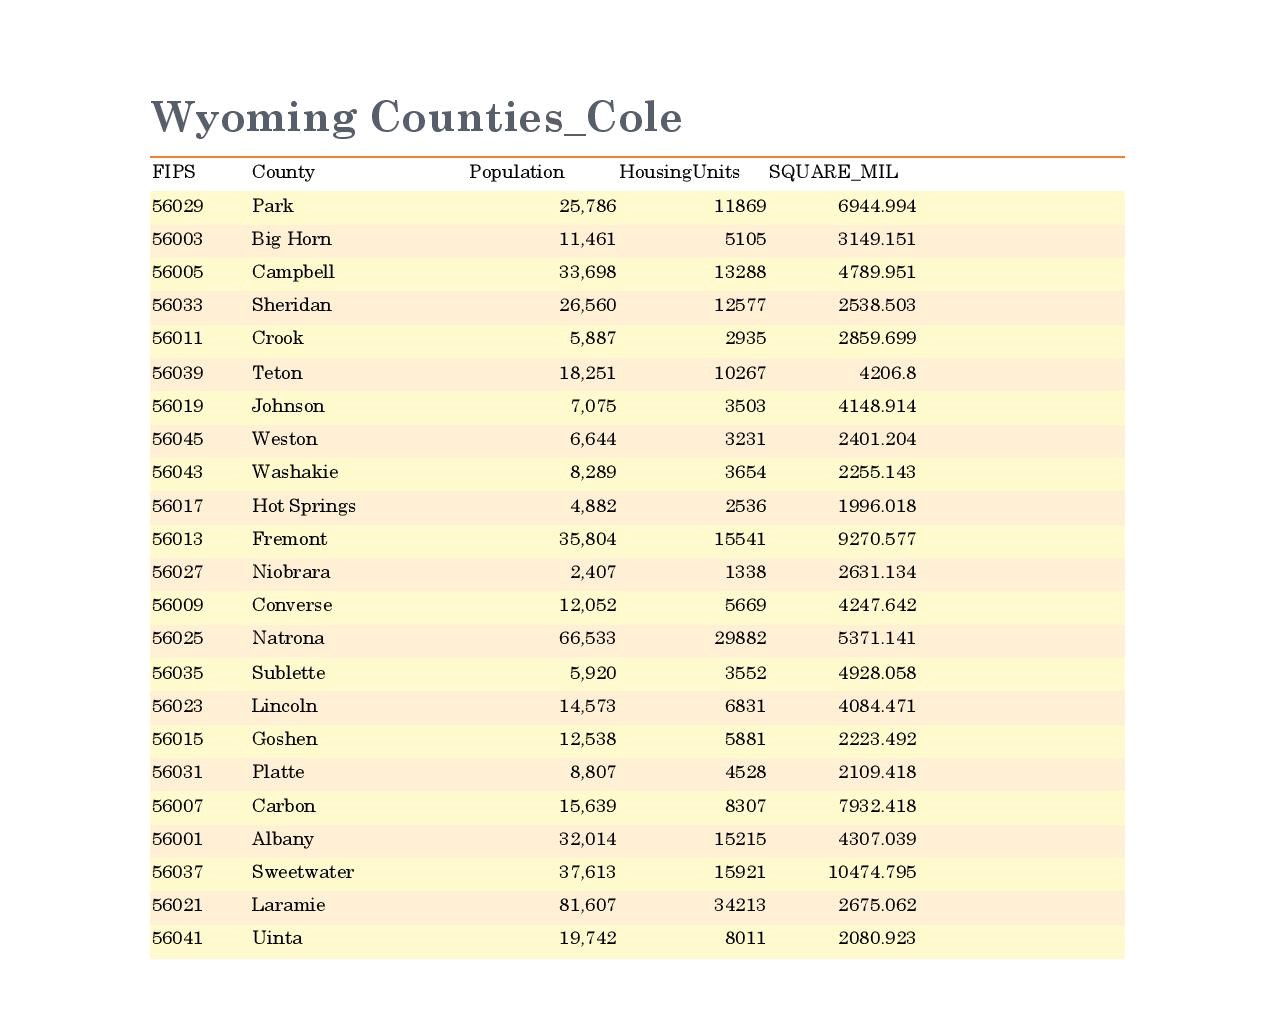 Wyoming Counties_Cole
FIPS County Population HousingUnits SQUARE_MIL
56029 Park 25,786 11869 6944.994
56003 Big Horn 11,461 5105 3149.151
56005 Campbell 33,698 13288 4789.951
56033 Sheridan 26,560 12577 2538.503
56011 Crook 5,887 2935 2859.699
56039 Teton 18,251 10267 4206.8
56019 Johnson 7,075 3503 4148.914
56045 Weston 6,644 3231 2401.204
56043 Washakie 8,289 3654 2255.143
56017 Hot Springs 4,882 2536 1996.018
56013 Fremont 35,804 15541 9270.577
56027 Niobrara 2,407 1338 2631.134
56009 Converse 12,052 5669 4247.642
56025 Natrona 66,533 29882 5371.141
56035 Sublette 5,920 3552 4928.058
56023 Lincoln 14,573 6831 4084.471
56015 Goshen 12,538 5881 2223.492
56031 Platte 8,807 4528 2109.418
56007 Carbon 15,639 8307 7932.418
56001 Albany 32,014 15215 4307.039
56037 Sweetwater 37,613 15921 10474.795
56021 Laramie 81,607 34213 2675.062
56041 Uinta 19,742 8011 2080.923